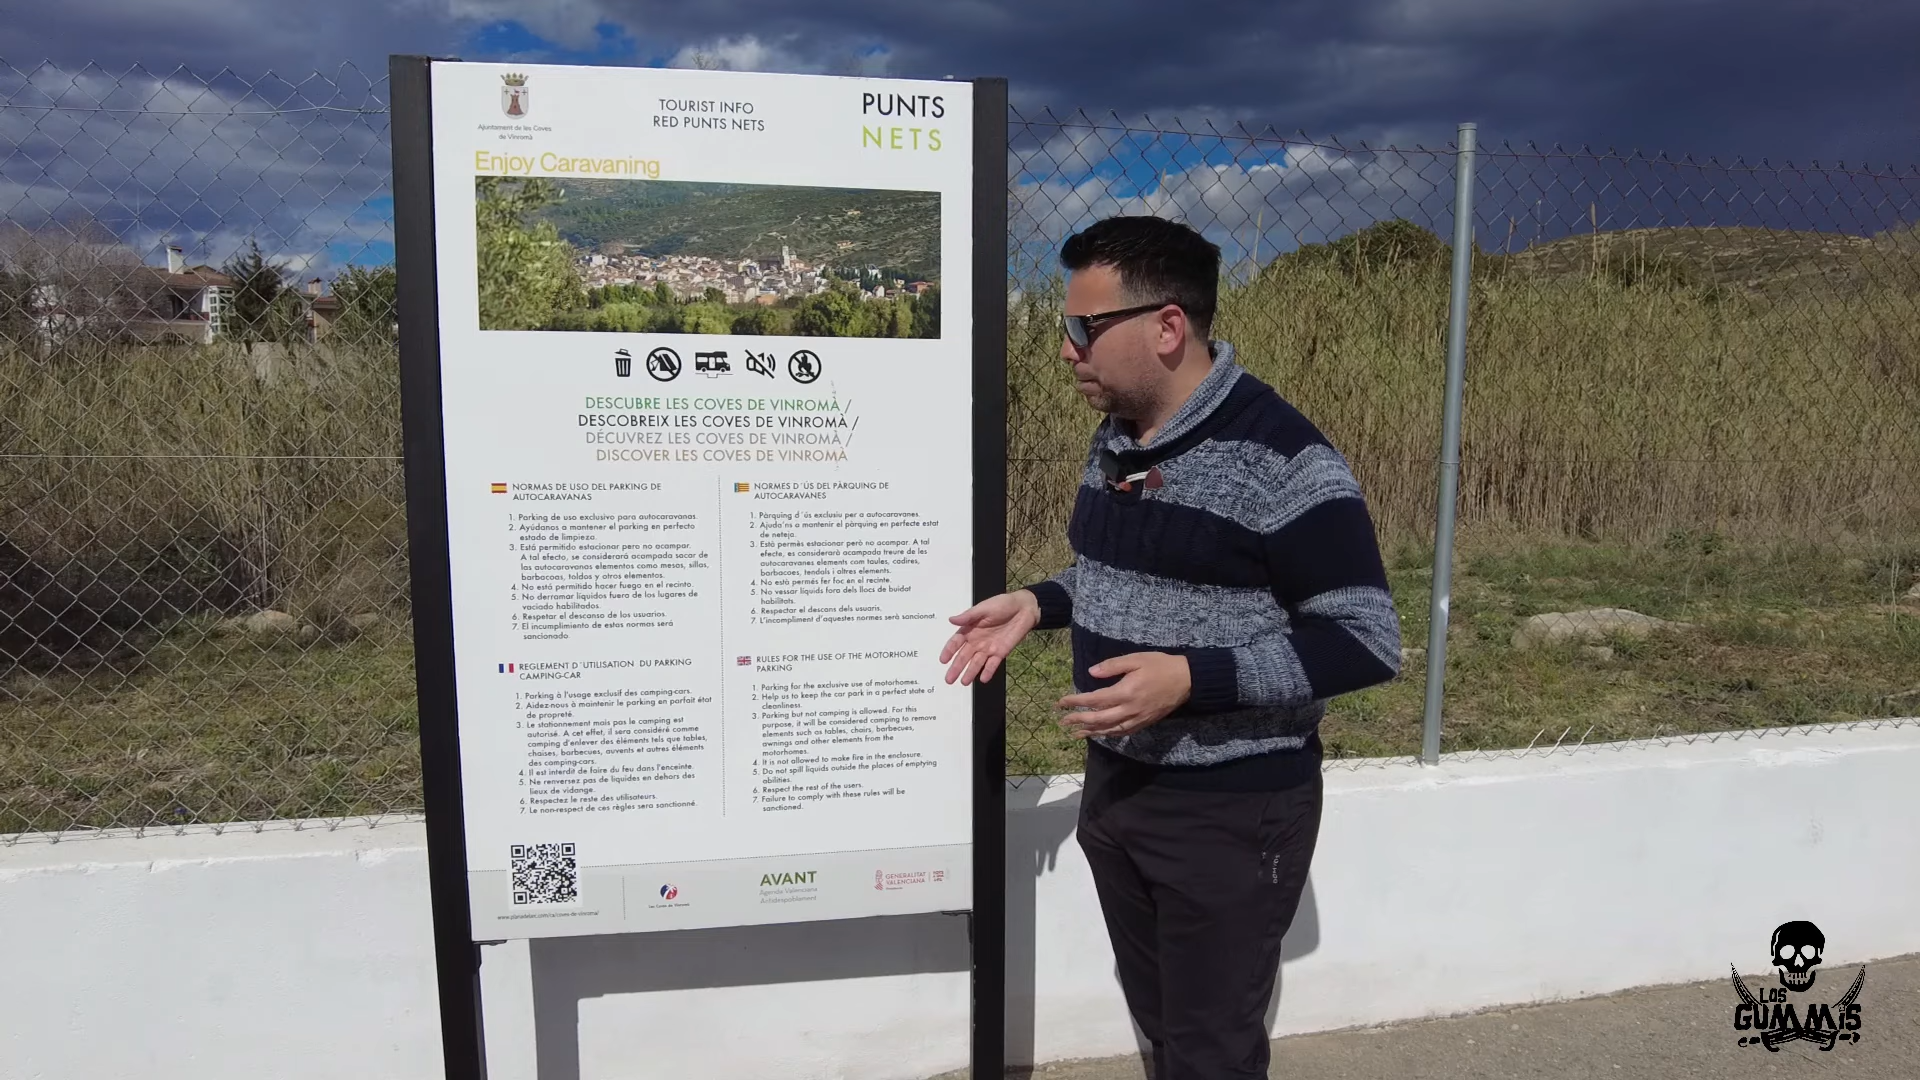 Ajuntament de les Coves
de Vinromà
TOURIST INFO
RED PUNTS NETS
PUNTS
NETS
Enjoy Caravaning
DESCUBRE LES COVES DE VINROMÀ /
DESCOBREIX LES COVES DE VINROMÀ /
DÉCUVREZ LES COVES DE VINROMÀ /
DISCOVER LES COVES DE VINROMÀ
NORMAS DE USO DEL PARKING DE
AUTOCARAVANAS
1. Parking de uso exclusivo para autocaravanas.
2. Ayúdanos a mantener el parking en perfecto
estado de limpieza.
3. Está permitido estacionar pero no acampar.
A tal efecto, se considerará acampada sacar de
las autocaravanas elementos como mesas, sillas,
barbacoas, toldos y otros elementos.
4. No está permitido hacer fuego en el recinto.
5. No derramar líquidos fuera de los lugares de
vaciado habilitados.
6. Respetar el descanso de los usuarios.
7. El incumplimiento de estas normas será
sancionado.
NORMES D´ÚS DEL PÀRQUING DE
AUTOCARAVANES
1. Pàrquing d´ús exclusiu per a autocaravanes.
2. Ajuda´ns a mantenir el pàrquing en perfecte estat
de neteja.
3. Està permès estacionar però no acampar. A tal
efecte, es considerarà acampada treure de les
autocaravanes elements com taules, cadires,
barbacoes, tendals i altres elements.
4. No està permés fer foc en el recinte.
5. No vessar líquids fora dels llocs de buidat
habilitats.
6. Respectar el descans dels usuaris.
7. L'incompliment d'aquestes normes serà sancionat.
REGLEMENT D´UTILISATION DU PARKING
CAMPING-CAR
1. Parking à l'usage exclusif des camping-cars.
2. Aidez-nous à maintenir le parking en parfait état
de propreté.
3. Le stationnement mais pas le camping est
autorisé. A cet effet, il sera considéré comme
camping d'enlever des éléments tels que tables,
chaises, barbecues, auvents et autres éléments
des camping-cars.
4. Il est interdit de faire du feu dans l'enceinte.
5. Ne renversez pas de liquides en dehors des
lieux de vidange.
6. Respectez le reste des utilisateurs.
7. Le non-respect de ces règles sera sanctionné.
RULES FOR THE USE OF THE MOTORHOME
PARKING
1. Parking for the exclusive use of motorhomes.
2. Help us to keep the car park in a perfect state of
cleanliness.
3. Parking but not camping is allowed. For this
purpose, it will be considered camping to remove
elements such as tables, chairs, barbecues,
awnings and other elements from the
motorhomes.
4. It is not allowed to make fire in the enclosure.
5. Do not spill liquids outside the places of emptying
abilities.
6. Respect the rest of the users.
7. Failure to comply with these rules will be
sanctioned.
Les Coves de Vinromà
AVANT
Agenda Valenciana
Antidespoblament
GENERALITAT
VALENCIANA
LOS
GUMMIS